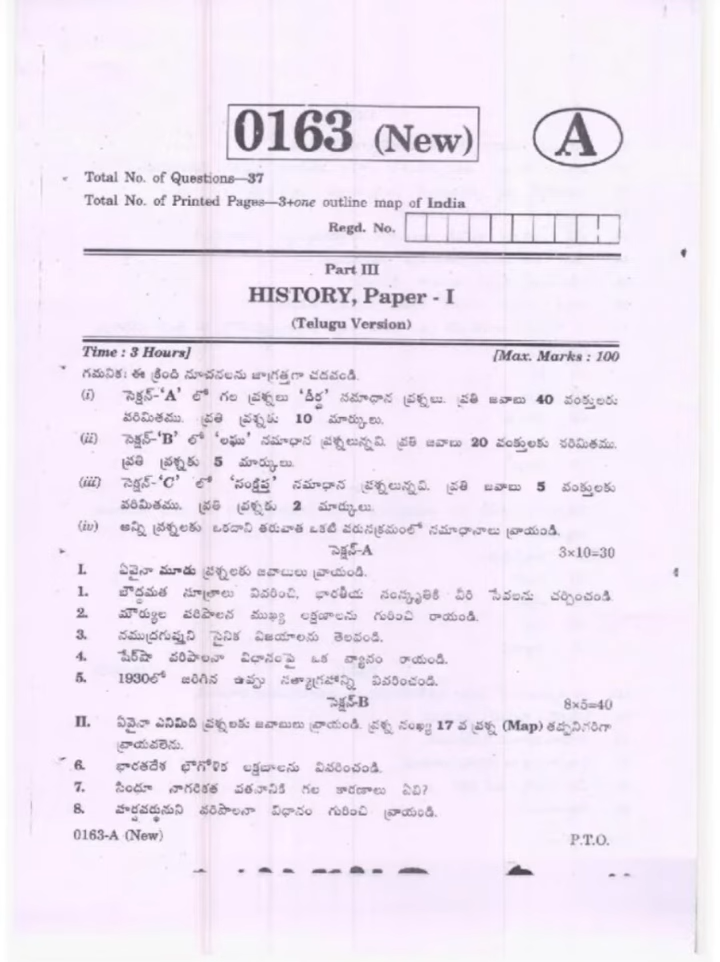 0163 (New)
A
Total No. of Questions—37
Total No. of Printed Pages—3+one outline map of India
Regd. No.
Part III
HISTORY, Paper - I
(Telugu Version)
Time : 3 Hours] [Max. Marks : 100
గమనిక: ఈ క్రింది సూచనలను జాగ్రత్తగా చదవండి.
(i) సెక్షన్-'A' లో గల ప్రశ్నలు 'దీర్ఘ' సమాధాన ప్రశ్నలు. ప్రతి జవాబు 40 పంక్తులకు
పరిమితము. ప్రతి ప్రశ్నకు 10 మార్కులు.
(ii) సెక్షన్-'B' లో 'లఘు' సమాధాన ప్రశ్నలున్నవి. ప్రతి జవాబు 20 పంక్తులకు పరిమితము.
ప్రతి ప్రశ్నకు 5 మార్కులు.
(iii) సెక్షన్-'C' లో 'సంక్షిప్త' సమాధాన ప్రశ్నలున్నవి. ప్రతి జవాబు 5 పంక్తులకు
పరిమితము. ప్రతి ప్రశ్నకు 2 మార్కులు.
(iv) అన్ని ప్రశ్నలకు ఒకదాని తరువాత ఒకటి వరుసక్రమంలో సమాధానాలు వ్రాయండి.
సెక్షన్-A 3×10=30
I. ఏవైనా మూడు ప్రశ్నలకు జవాబులు వ్రాయండి.
1. బౌద్ధమత సూత్రాలు వివరించి, భారతీయ సంస్కృతికి వీరి సేవలను చర్చించండి.
2. మౌర్యుల పరిపాలన ముఖ్య లక్షణాలను గురించి రాయండి.
3. సముద్రగుప్తుని సైనిక విజయాలను తెలపండి.
4. షేర్‌షా పరిపాలనా విధానంపై ఒక వ్యాసం రాయండి.
5. 1930లో జరిగిన ఉప్పు సత్యాగ్రహాన్ని వివరించండి.
సెక్షన్-B 8×5=40
II. ఏవైనా ఎనిమిది ప్రశ్నలకు జవాబులు వ్రాయండి. ప్రశ్న సంఖ్య 17 వ ప్రశ్న (Map) తప్పనిసరిగా
వ్రాయవలెను.
6. భారతదేశ భౌగోళిక లక్షణాలను వివరించండి.
7. సింధూ నాగరికత పతనానికి గల కారణాలు ఏవి?
8. హర్షవర్థనుని పరిపాలనా విధానం గురించి వ్రాయండి.
0163-A (New) P.T.O.